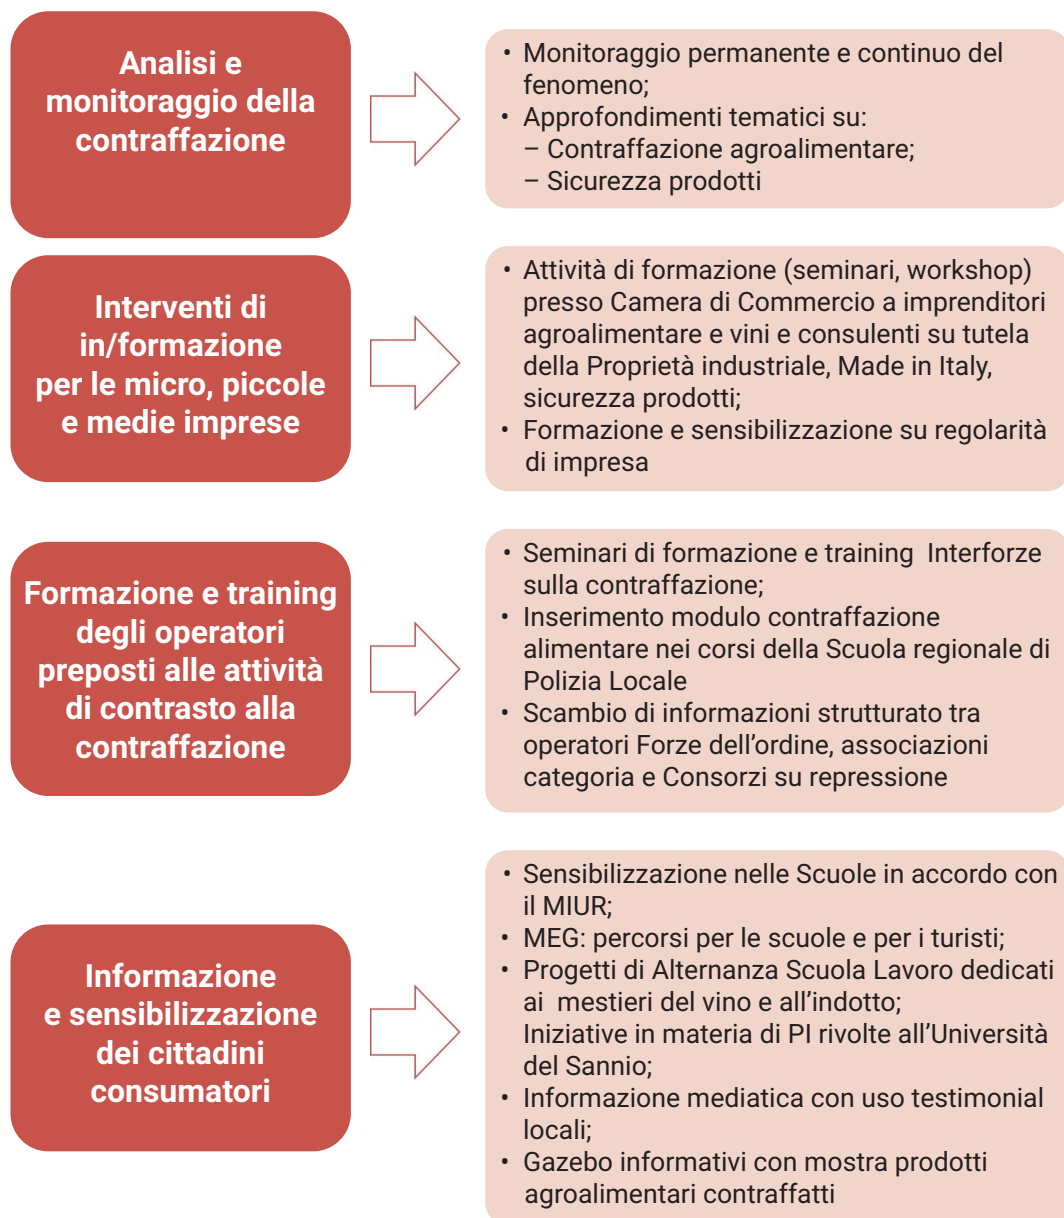 Analisi e
monitoraggio della
contraffazione
• Monitoraggio permanente e continuo del
fenomeno;
• Approfondimenti tematici su:
– Contraffazione agroalimentare;
– Sicurezza prodotti
Interventi di
in/formazione
per le micro, piccole
e medie imprese
• Attività di formazione (seminari, workshop)
presso Camera di Commercio a imprenditori
agroalimentare e vini e consulenti su tutela
della Proprietà industriale, Made in Italy,
sicurezza prodotti;
• Formazione e sensibilizzazione su regolarità
di impresa
Formazione e training
degli operatori
preposti alle attività
di contrasto alla
contraffazione
• Seminari di formazione e training Interforze
sulla contraffazione;
• Inserimento modulo contraffazione
alimentare nei corsi della Scuola regionale di
Polizia Locale
• Scambio di informazioni strutturato tra
operatori Forze dell’ordine, associazioni
categoria e Consorzi su repressione
Informazione
e sensibilizzazione
dei cittadini
consumatori
• Sensibilizzazione nelle Scuole in accordo con
il MIUR;
• MEG: percorsi per le scuole e per i turisti;
• Progetti di Alternanza Scuola Lavoro dedicati
ai mestieri del vino e all’indotto;
Iniziative in materia di PI rivolte all’Università
del Sannio;
• Informazione mediatica con uso testimonial
locali;
• Gazebo informativi con mostra prodotti
agroalimentari contraffatti